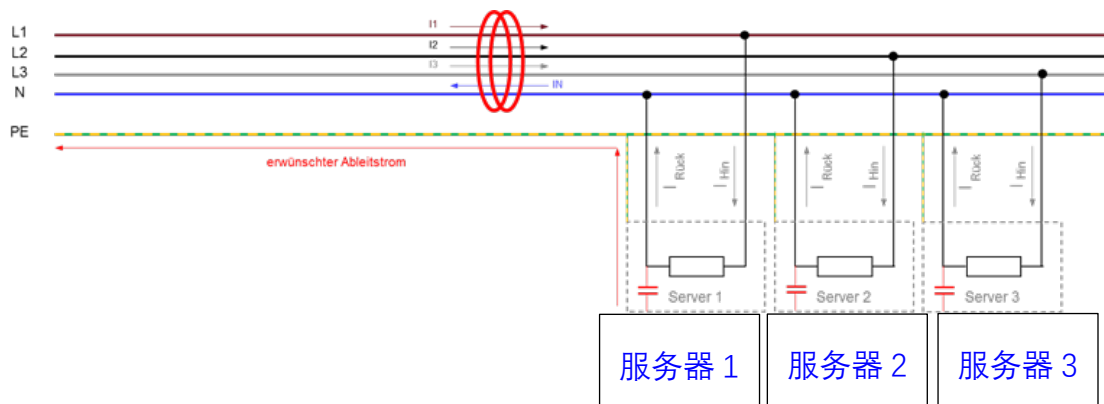 L1
I1
L2
I2
L3
I3
N
IN
PE
erwünschter Ableitstrom
I Rück
I Hin
I Rück
I Hin
I Rück
I Hin
Server 1
Server 2
Server 3
服务器 1
服务器 2
服务器 3